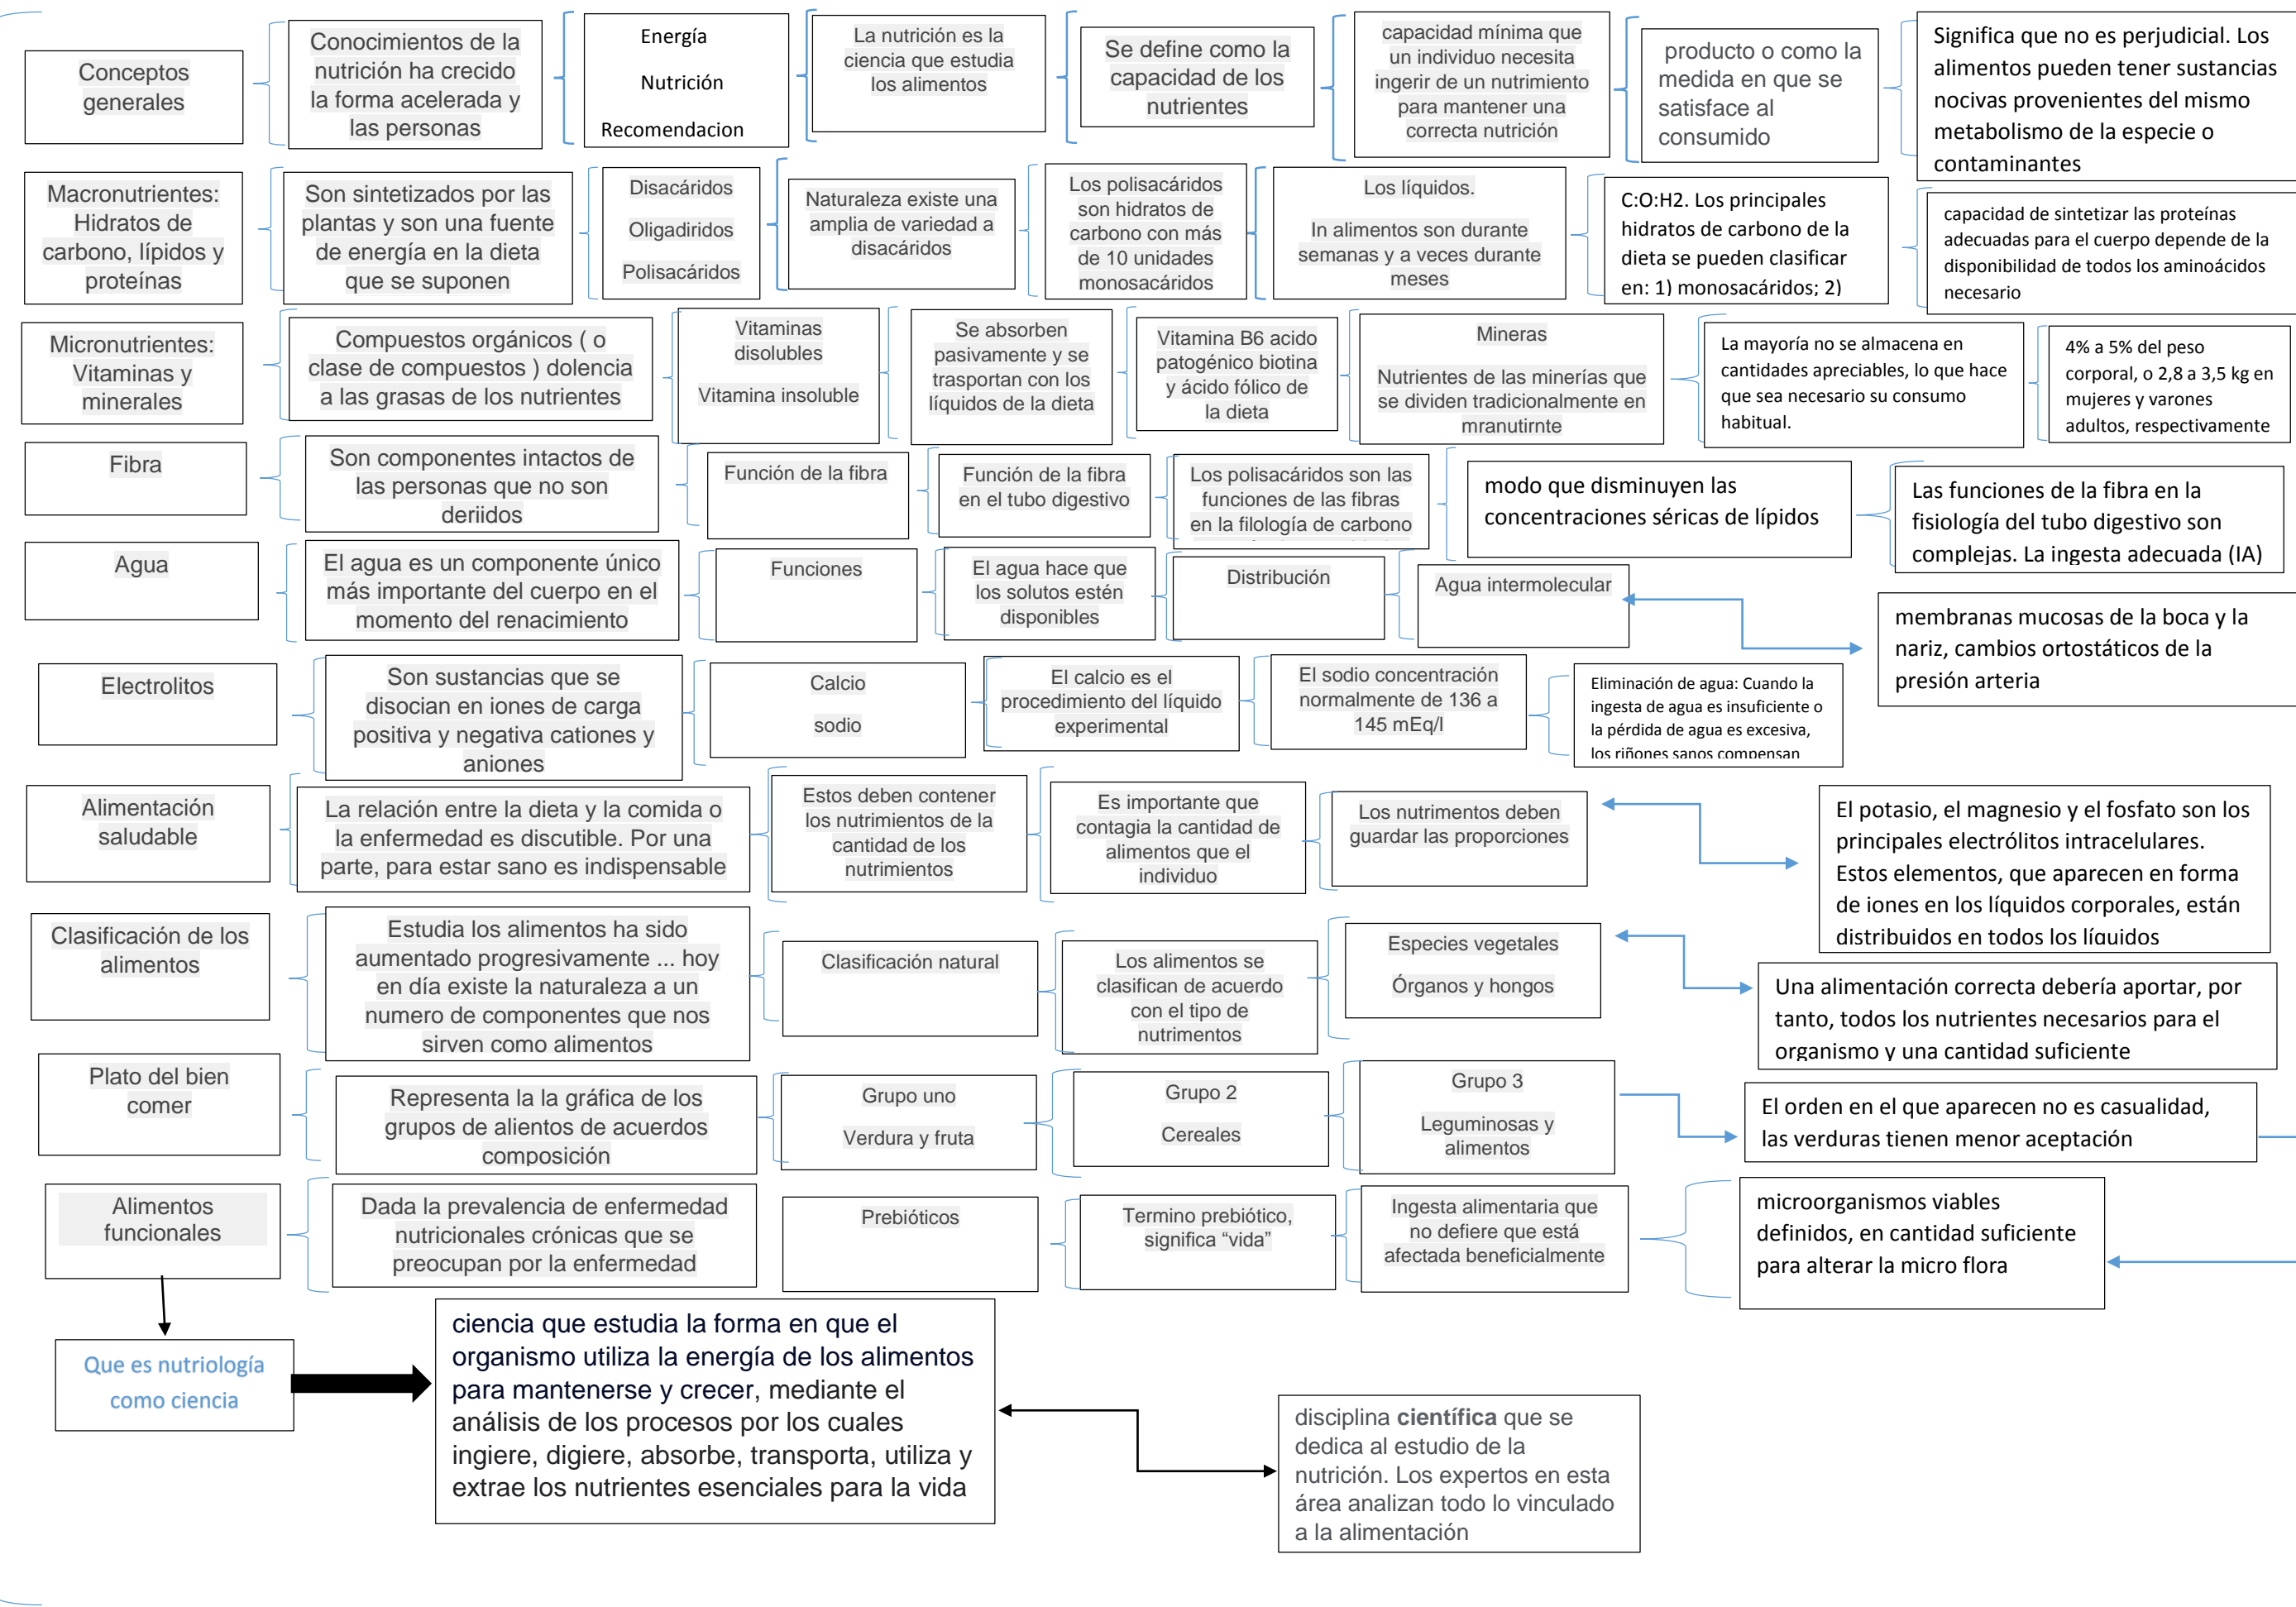 Conceptos
generales
Conocimientos de la
nutrición ha crecido
la forma acelerada y
las personas
Energía
Nutrición
Recomendacion
La nutrición es la
ciencia que estudia
los alimentos
Se define como la
capacidad de los
nutrientes
capacidad mínima que
un individuo necesita
ingerir de un nutrimiento
para mantener una
correcta nutrición
producto o como la
medida en que se
satisface al
consumido
Significa que no es perjudicial. Los
alimentos pueden tener sustancias
nocivas provenientes del mismo
metabolismo de la especie o
contaminantes
Macronutrientes:
Hidratos de
carbono, lípidos y
proteínas
Son sintetizados por las
plantas y son una fuente
de energía en la dieta
que se suponen
Disacáridos
Oligadiridos
Polisacáridos
Naturaleza existe una
amplia de variedad a
disacáridos
Los polisacáridos
son hidratos de
carbono con más
de 10 unidades
monosacáridos
Los líquidos.
In alimentos son durante
semanas y a veces durante
meses
C:O:H2. Los principales
hidratos de carbono de la
dieta se pueden clasificar
en: 1) monosacáridos; 2)
capacidad de sintetizar las proteínas
adecuadas para el cuerpo depende de la
disponibilidad de todos los aminoácidos
necesario
Micronutrientes:
Vitaminas y
minerales
Compuestos orgánicos ( o
clase de compuestos ) dolencia
a las grasas de los nutrientes
Vitaminas
disolubles
Vitamina insoluble
Se absorben
pasivamente y se
trasportan con los
líquidos de la dieta
Vitamina B6 acido
patogénico biotina
y ácido fólico de
la dieta
Mineras
Nutrientes de las minerías que
se dividen tradicionalmente en
mranutirnte
La mayoría no se almacena en
cantidades apreciables, lo que hace
que sea necesario su consumo
habitual.
4% a 5% del peso
corporal, o 2,8 a 3,5 kg en
mujeres y varones
adultos, respectivamente
Fibra
Son componentes intactos de
las personas que no son
deriidos
Función de la fibra
Función de la fibra
en el tubo digestivo
Los polisacáridos son las
funciones de las fibras
en la filología de carbono
modo que disminuyen las
concentraciones séricas de lípidos
Las funciones de la fibra en la
fisiología del tubo digestivo son
complejas. La ingesta adecuada (IA)
Agua
El agua es un componente único
más importante del cuerpo en el
momento del renacimiento
Funciones
El agua hace que
los solutos estén
disponibles
Distribución
Agua intermolecular
membranas mucosas de la boca y la
nariz, cambios ortostáticos de la
presión arteria
Electrolitos
Son sustancias que se
disocian en iones de carga
positiva y negativa cationes y
aniones
Calcio
sodio
El calcio es el
procedimiento del líquido
experimental
El sodio concentración
normalmente de 136 a
145 mEq/l
Eliminación de agua: Cuando la
ingesta de agua es insuficiente o
la pérdida de agua es excesiva,
los riñones sanos compensan
Alimentación
saludable
La relación entre la dieta y la comida o
la enfermedad es discutible. Por una
parte, para estar sano es indispensable
Estos deben contener
los nutrimientos de la
cantidad de los
nutrimientos
Es importante que
contagia la cantidad de
alimentos que el
individuo
Los nutrimentos deben
guardar las proporciones
El potasio, el magnesio y el fosfato son los
principales electrólitos intracelulares.
Estos elementos, que aparecen en forma
de iones en los líquidos corporales, están
distribuidos en todos los líquidos
Clasificación de los
alimentos
Estudia los alimentos ha sido
aumentado progresivamente ... hoy
en día existe la naturaleza a un
numero de componentes que nos
sirven como alimentos
Clasificación natural
Los alimentos se
clasifican de acuerdo
con el tipo de
nutrimentos
Especies vegetales
Órganos y hongos
Una alimentación correcta debería aportar, por
tanto, todos los nutrientes necesarios para el
organismo y una cantidad suficiente
Plato del bien
comer
Representa la la gráfica de los
grupos de alientos de acuerdos
composición
Grupo uno
Verdura y fruta
Grupo 2
Cereales
Grupo 3
Leguminosas y
alimentos
El orden en el que aparecen no es casualidad,
las verduras tienen menor aceptación
Alimentos
funcionales
Dada la prevalencia de enfermedad
nutricionales crónicas que se
preocupan por la enfermedad
Prebióticos
Termino prebiótico,
significa “vida”
Ingesta alimentaria que
no defiere que está
afectada beneficialmente
microorganismos viables
definidos, en cantidad suficiente
para alterar la micro flora
Que es nutriología
como ciencia
ciencia que estudia la forma en que el
organismo utiliza la energía de los alimentos
para mantenerse y crecer, mediante el
análisis de los procesos por los cuales
ingiere, digiere, absorbe, transporta, utiliza y
extrae los nutrientes esenciales para la vida
disciplina científica que se
dedica al estudio de la
nutrición. Los expertos en esta
área analizan todo lo vinculado
a la alimentación